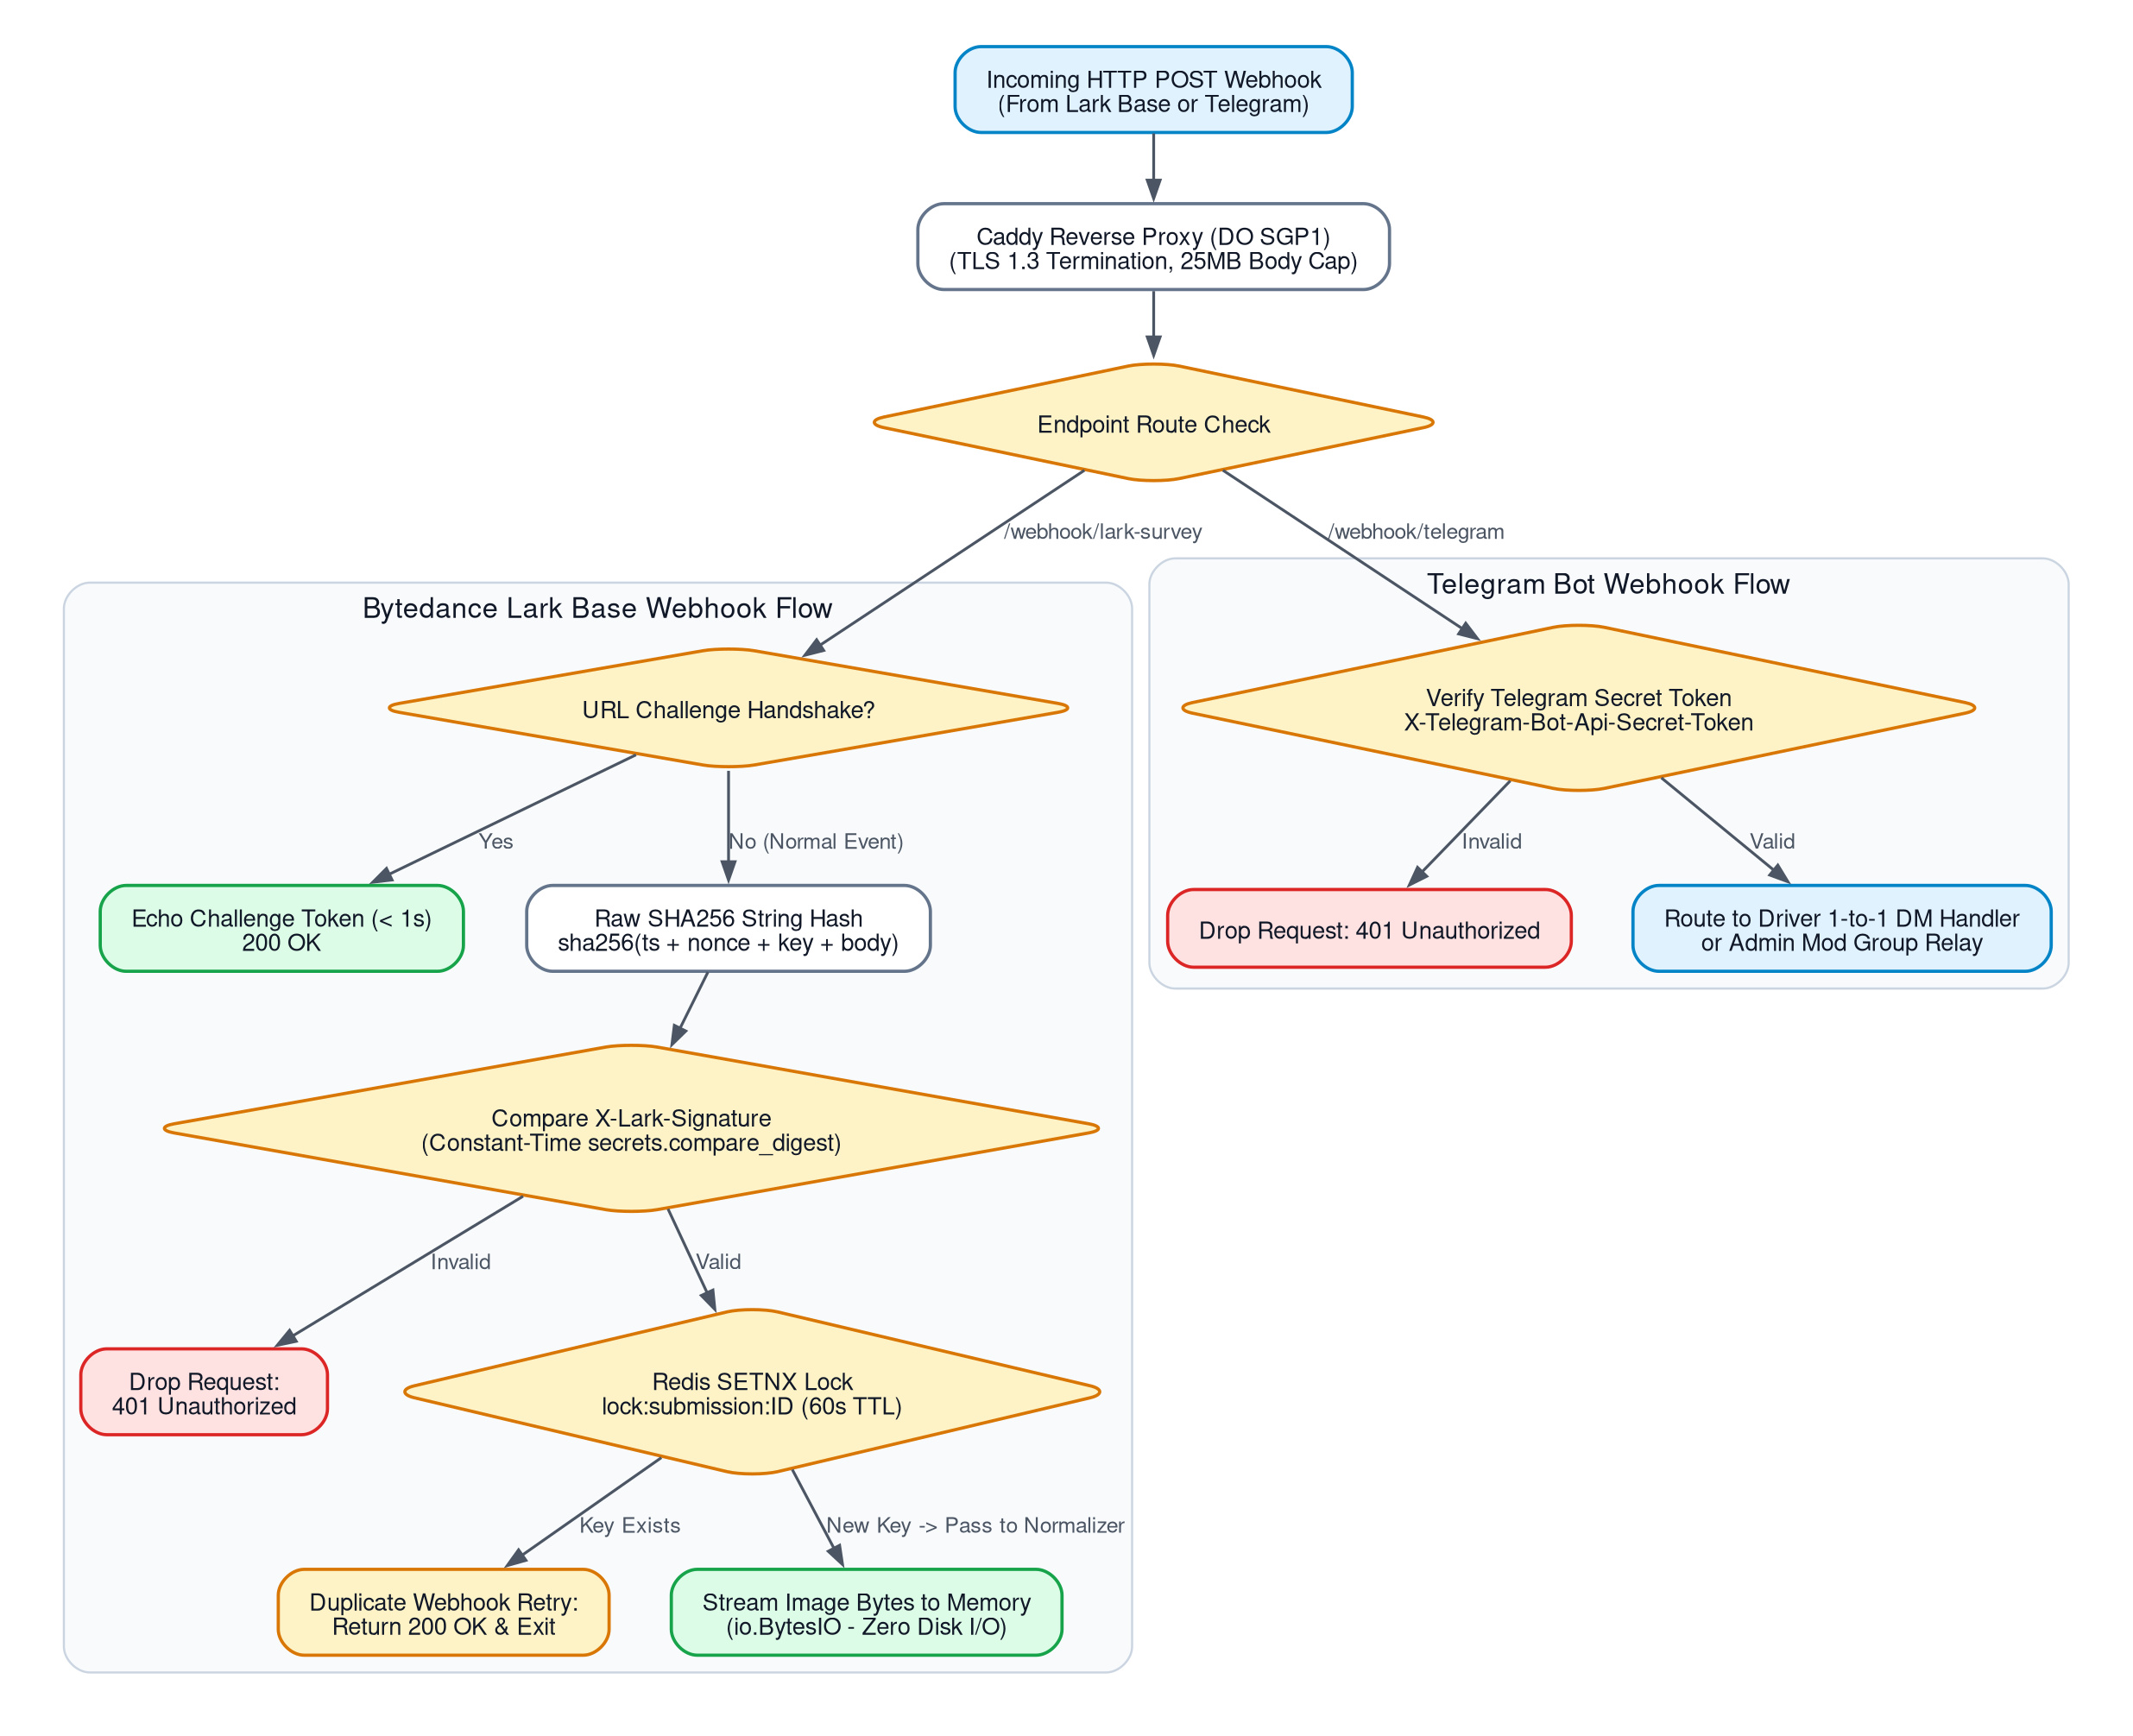 Incoming HTTP POST Webhook
(From Lark Base or Telegram)
Caddy Reverse Proxy (DO SGP1)
(TLS 1.3 Termination, 25MB Body Cap)
Endpoint Route Check
/webhook/lark-survey
/webhook/telegram
Bytedance Lark Base Webhook Flow
URL Challenge Handshake?
Yes
No (Normal Event)
Echo Challenge Token (< 1s)
200 OK
Raw SHA256 String Hash
sha256(ts + nonce + key + body)
Compare X-Lark-Signature
(Constant-Time secrets.compare_digest)
Invalid
Valid
Drop Request:
401 Unauthorized
Redis SETNX Lock
lock:submission:ID (60s TTL)
Key Exists
New Key -> Pass to Normalizer
Duplicate Webhook Retry:
Return 200 OK & Exit
Stream Image Bytes to Memory
(io.BytesIO - Zero Disk I/O)
Telegram Bot Webhook Flow
Verify Telegram Secret Token
X-Telegram-Bot-Api-Secret-Token
Invalid
Valid
Drop Request: 401 Unauthorized
Route to Driver 1-to-1 DM Handler
or Admin Mod Group Relay